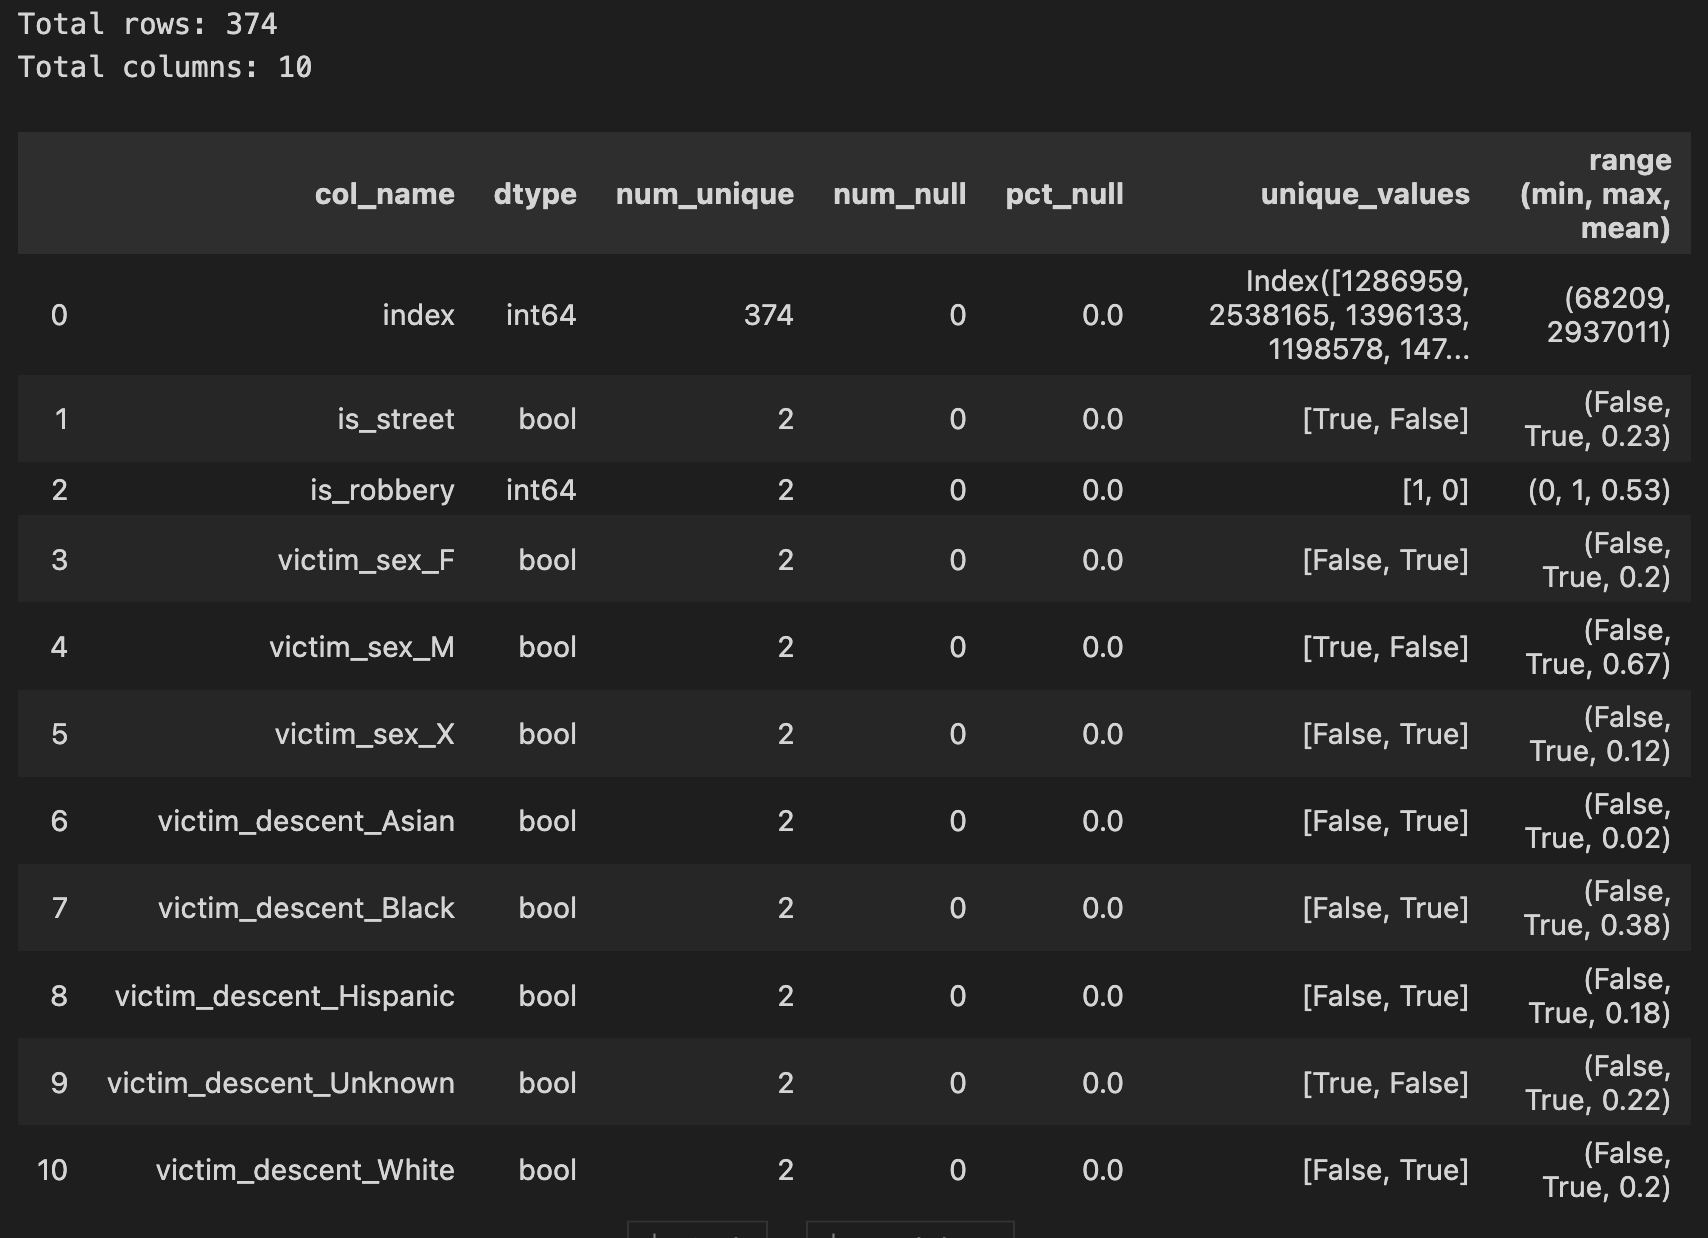 Total rows: 374
Total columns: 10
col_name dtype num_unique num_null pct_null unique_values range (min, max, mean)
0 index int64 374 0 0.0 Index([1286959, 2538165, 1396133, 1198578, 147... (68209, 2937011)
1 is_street bool 2 0 0.0 [True, False] (False, True, 0.23)
2 is_robbery int64 2 0 0.0 [1, 0] (0, 1, 0.53)
3 victim_sex_F bool 2 0 0.0 [False, True] (False, True, 0.2)
4 victim_sex_M bool 2 0 0.0 [True, False] (False, True, 0.67)
5 victim_sex_X bool 2 0 0.0 [False, True] (False, True, 0.12)
6 victim_descent_Asian bool 2 0 0.0 [False, True] (False, True, 0.02)
7 victim_descent_Black bool 2 0 0.0 [False, True] (False, True, 0.38)
8 victim_descent_Hispanic bool 2 0 0.0 [False, True] (False, True, 0.18)
9 victim_descent_Unknown bool 2 0 0.0 [True, False] (False, True, 0.22)
10 victim_descent_White bool 2 0 0.0 [False, True] (False, True, 0.2)